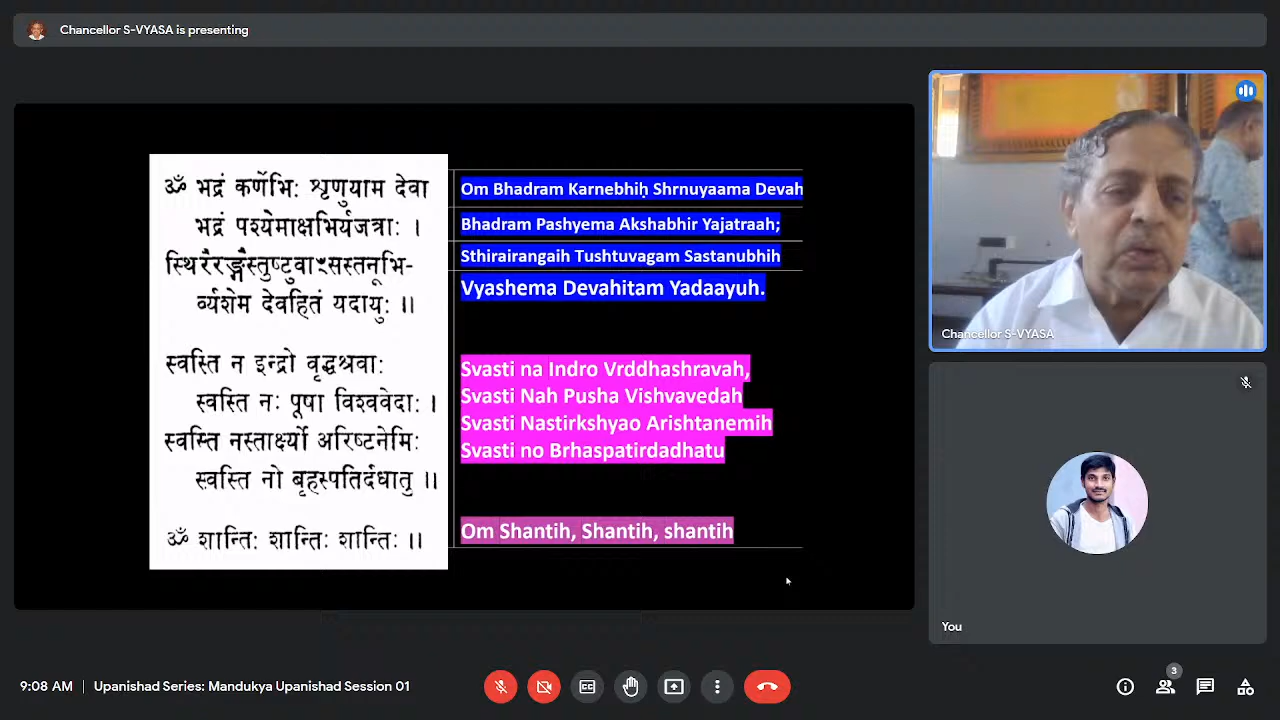 Chancellor S-VYASA is presenting
ॐ भद्रं कर्णेभिः शृणुयाम देवा
भद्रं पश्येमाक्षभिर्यजत्राः ।
स्थिरैरङ्गैस्तुष्टुवाꣳसस्तनूभि-
र्व्यशेम देवहितं यदायुः ।।
स्वस्ति न इन्द्रो वृद्धश्रवाः
स्वस्ति नः पूषा विश्ववेदाः ।
स्वस्ति नस्तार्क्ष्यो अरिष्टनेमिः
स्वस्ति नो बृहस्पतिर्दधातु ।।
ॐ शान्तिः शान्तिः शान्तिः ।।
Om Bhadram Karnebhiḥ Shrnuyaama Devah
Bhadram Pashyema Akshabhir Yajatraah;
Sthirairangaih Tushtuvagam Sastanubhih
Vyashema Devahitam Yadaayuh.
Svasti na Indro Vrddhashravah,
Svasti Nah Pusha Vishvavedah
Svasti Nastirkshyao Arishtanemih
Svasti no Brhaspatirdadhatu
Om Shantih, Shantih, shantih
Chancellor S-VYASA
You
9:08 AM | Upanishad Series: Mandukya Upanishad Session 01
3